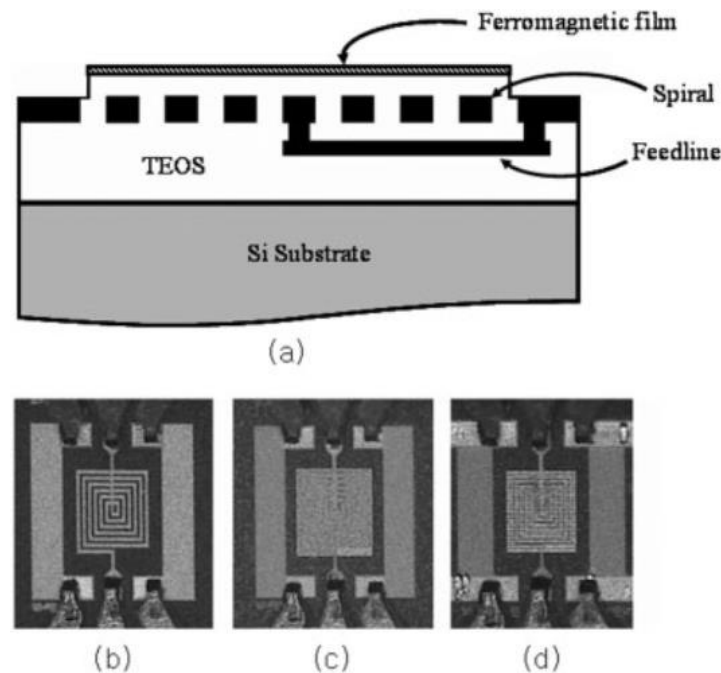 Ferromagnetic film
Spiral
Feedline
TEOS
Si Substrate
(a)
(b)
(c)
(d)